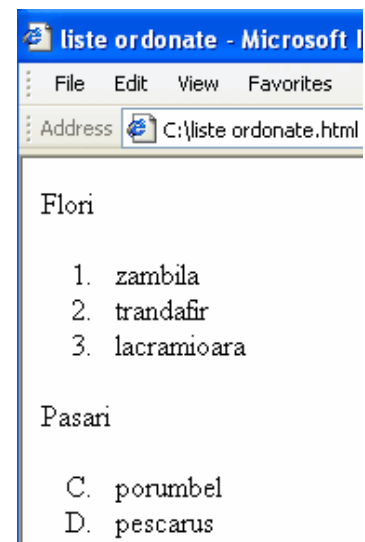 liste ordonate - Microsoft I
File Edit View Favorites
Address C:\liste ordonate.html
Flori
1. zambila
2. trandafir
3. lacramioara
Pasari
C. porumbel
D. pescarus